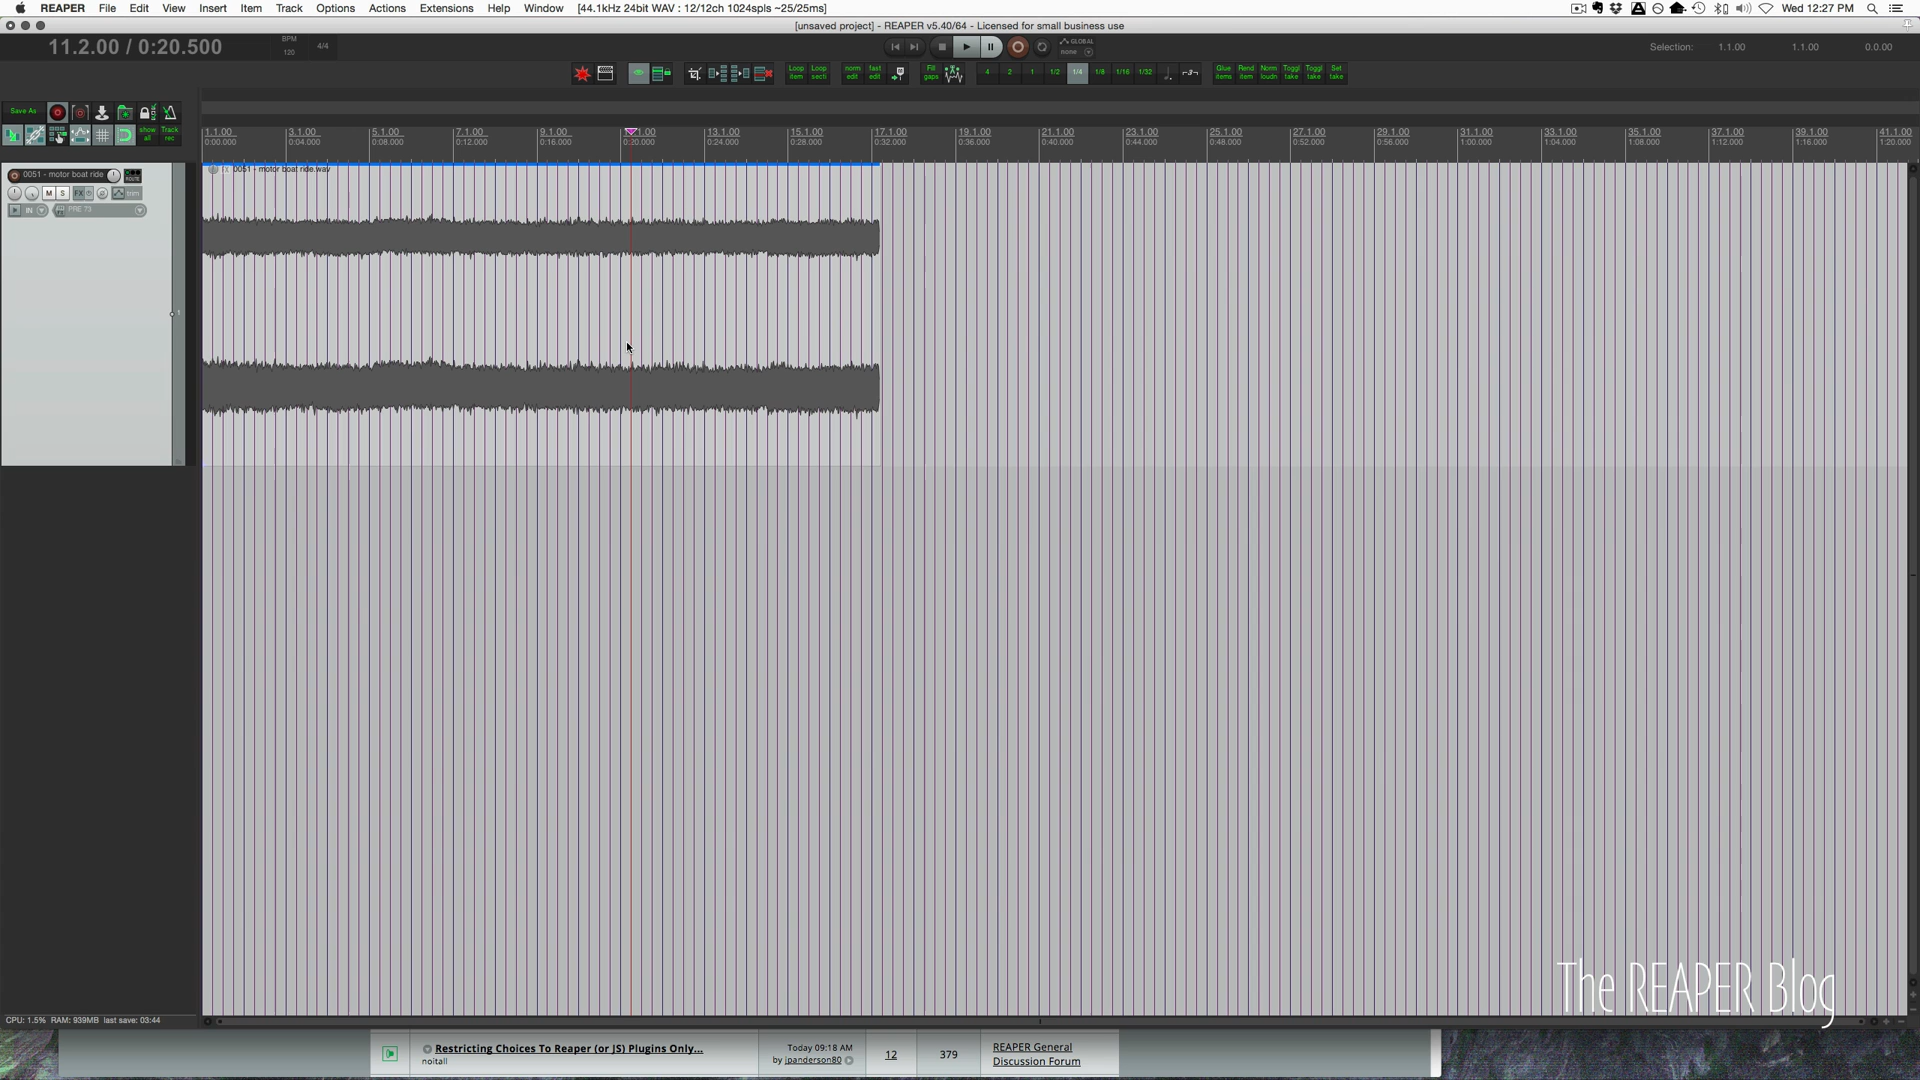 REAPER File Edit View Insert Item Track Options Actions Extensions Help Window [44.1kHz 24bit WAV : 12/12ch 1024spls ~25/25ms] Wed 12:27 PM
[unsaved project] - REAPER v5.40/64 - Licensed for small business use
11.2.00 / 0:20.500 BPM 120 4/4 GLOBAL none Selection: 1.1.00 1.1.00 0.0.00
Loop item Loop secti norm edit fast edit Fill gaps 4 2 1 1/2 1/4 1/8 1/16 1/32 -3- Glue items Rend item Norm loudn Toggl take Toggl take Set take
Save As
show all Track rec
1.1.00 3.1.00 5.1.00 7.1.00 9.1.00 1.00 13.1.00 15.1.00 17.1.00 19.1.00 21.1.00 23.1.00 25.1.00 27.1.00 29.1.00 31.1.00 33.1.00 35.1.00 37.1.00 39.1.00 41.1.00
0:00.000 0:04.000 0:08.000 0:12.000 0:16.000 0:20.000 0:24.000 0:28.000 0:32.000 0:36.000 0:40.000 0:44.000 0:48.000 0:52.000 0:56.000 1:00.000 1:04.000 1:08.000 1:12.000 1:16.000 1:20.000
0051 - motor boat ride ROUTE
0051 - motor boat ride.wav
M S FX trim
IN PRE 73
1
The REAPER Blog
CPU: 1.5% RAM: 939MB last save: 03:44
Restricting Choices To Reaper (or JS) Plugins Only...
noitall
Today 09:18 AM
by jpanderson80
12
379
REAPER General
Discussion Forum